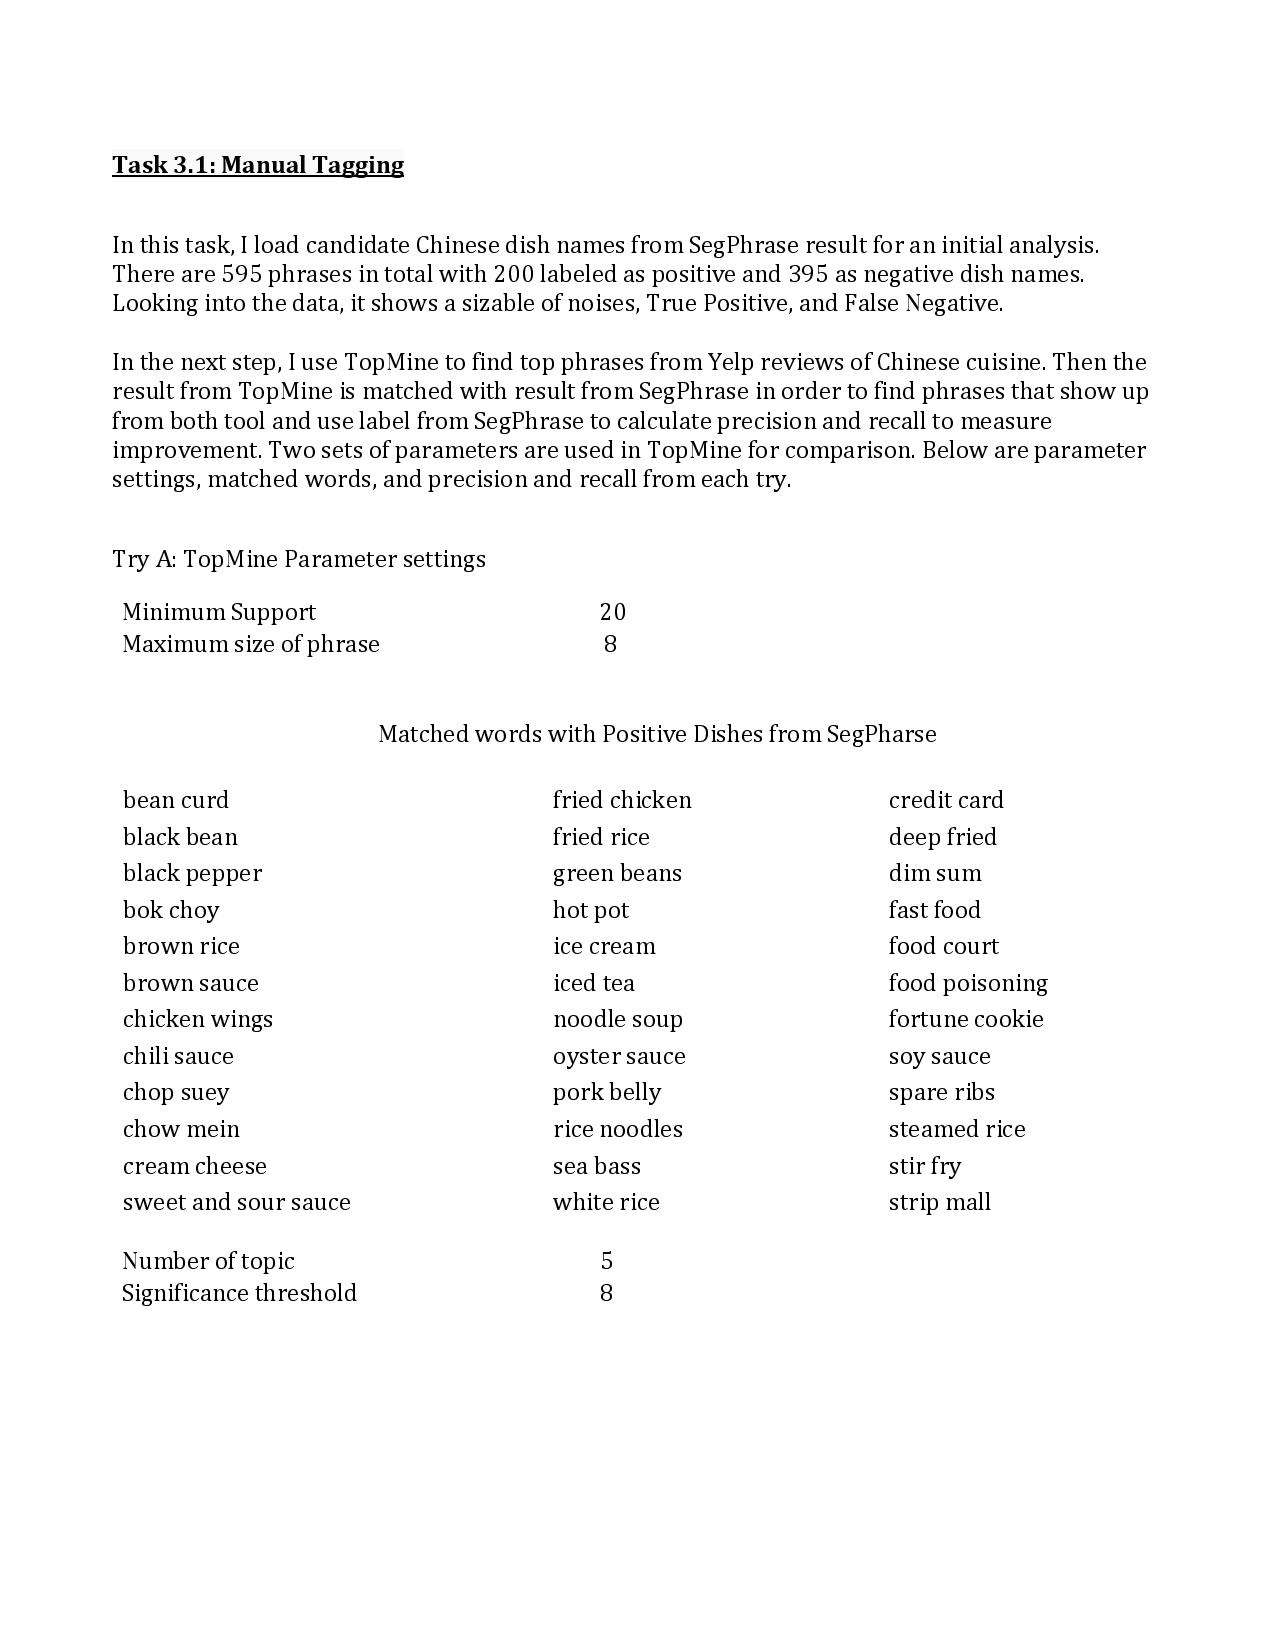 Task 3.1: Manual Tagging
In this task, I load candidate Chinese dish names from SegPhrase result for an initial analysis.
There are 595 phrases in total with 200 labeled as positive and 395 as negative dish names.
Looking into the data, it shows a sizable of noises, True Positive, and False Negative.
In the next step, I use TopMine to find top phrases from Yelp reviews of Chinese cuisine. Then the
result from TopMine is matched with result from SegPhrase in order to find phrases that show up
from both tool and use label from SegPhrase to calculate precision and recall to measure
improvement. Two sets of parameters are used in TopMine for comparison. Below are parameter
settings, matched words, and precision and recall from each try.
Try A: TopMine Parameter settings
Minimum Support 20
Maximum size of phrase 8
Matched words with Positive Dishes from SegPharse
bean curd fried chicken credit card
black bean fried rice deep fried
black pepper green beans dim sum
bok choy hot pot fast food
brown rice ice cream food court
brown sauce iced tea food poisoning
chicken wings noodle soup fortune cookie
chili sauce oyster sauce soy sauce
chop suey pork belly spare ribs
chow mein rice noodles steamed rice
cream cheese sea bass stir fry
sweet and sour sauce white rice strip mall
Number of topic 5
Significance threshold 8